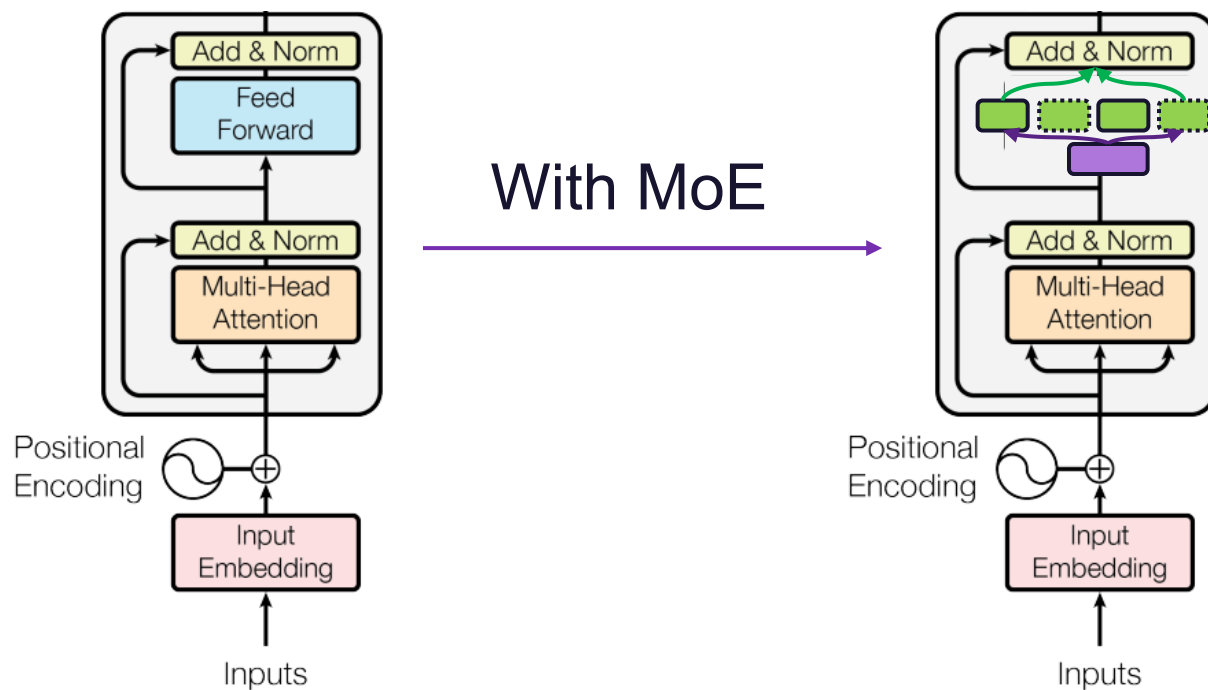 Add & Norm
Feed
Forward
Add & Norm
Multi-Head
Attention
Positional
Encoding
Input
Embedding
Inputs
With MoE
Add & Norm
Add & Norm
Multi-Head
Attention
Positional
Encoding
Input
Embedding
Inputs